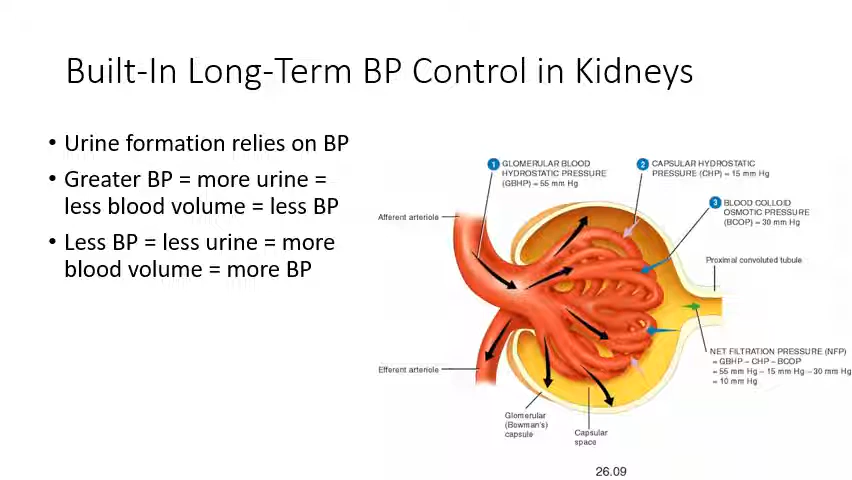 Built-In Long-Term BP Control in Kidneys
• Urine formation relies on BP
• Greater BP = more urine =
less blood volume = less BP
• Less BP = less urine = more
blood volume = more BP
1 GLOMERULAR BLOOD
HYDROSTATIC PRESSURE
(GBHP) = 55 mm Hg
2 CAPSULAR HYDROSTATIC
PRESSURE (CHP) = 15 mm Hg
3 BLOOD COLLOID
OSMOTIC PRESSURE
(BCOP) = 30 mm Hg
Afferent arteriole
Proximal convoluted tubule
Efferent arteriole
NET FILTRATION PRESSURE (NFP)
= GBHP – CHP – BCOP
= 55 mm Hg – 15 mm Hg – 30 mm Hg
= 10 mm Hg
Glomerular
(Bowman's)
capsule
Capsular
space
26.09